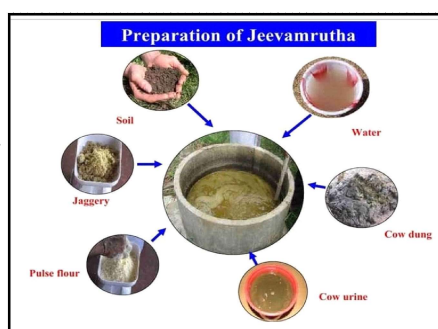 Preparation of Jeevamrutha
Soil
Water
Jaggery
Cow dung
Pulse flour
Cow urine